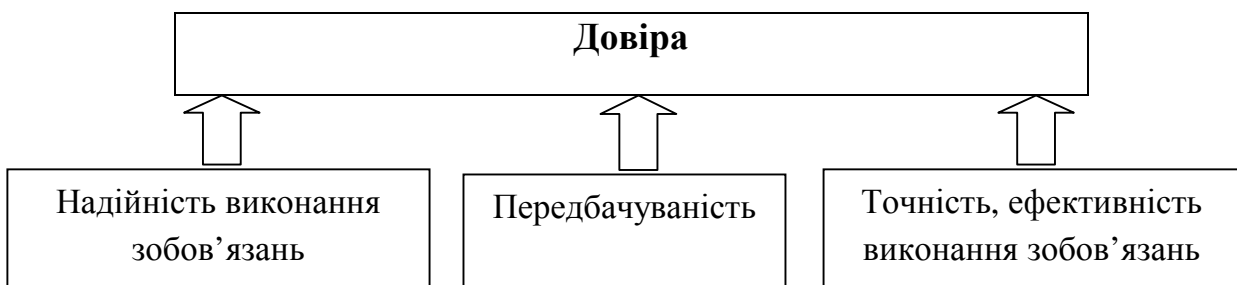 Довіра
Надійність виконання
зобов’язань
Передбачуваність
Точність, ефективність
виконання зобов’язань